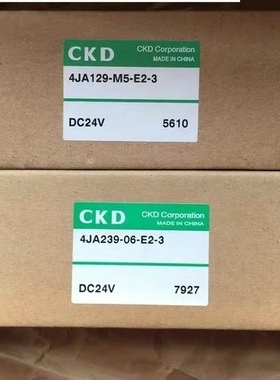 CKD CKD Corporation
MADE IN CHINA
4JA129-M5-E2-3
DC24V 5610
CKD CKD Corporation
MADE IN CHINA
4JA239-06-E2-3
DC24V 7927